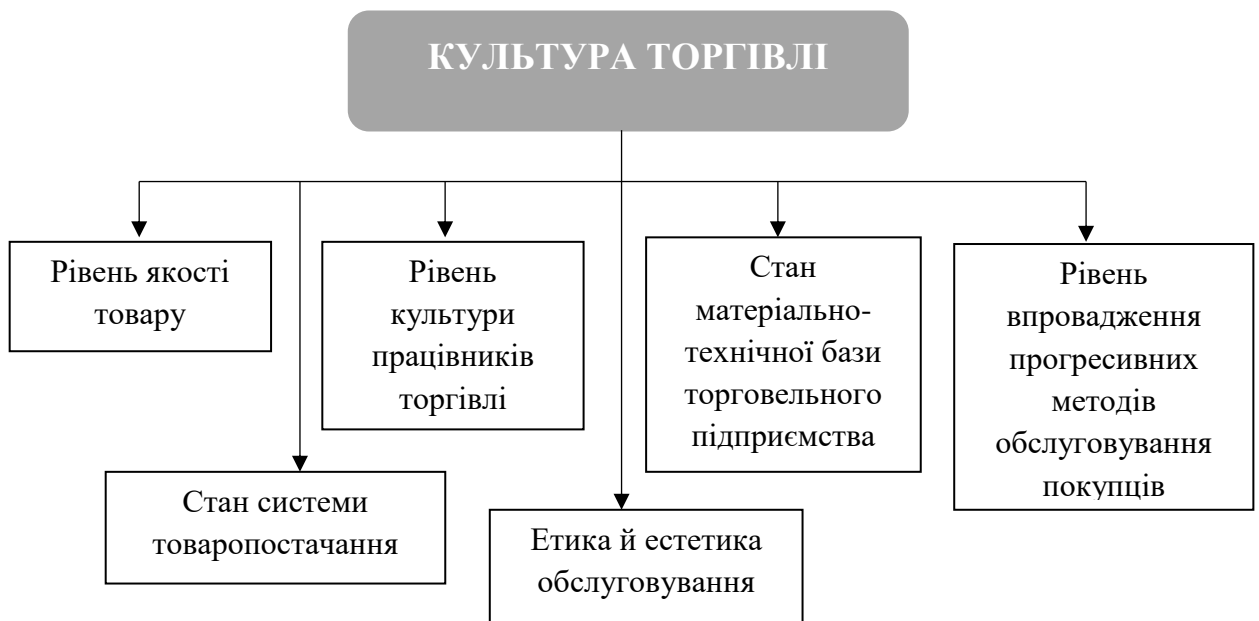 КУЛЬТУРА ТОРГІВЛІ
Рівень якості
товару
Рівень
культури
працівників
торгівлі
Стан
матеріально-
технічної бази
торговельного
підприємства
Рівень
впровадження
прогресивних
методів
обслуговування
покупців
Стан системи
товаропостачання
Етика й естетика
обслуговування